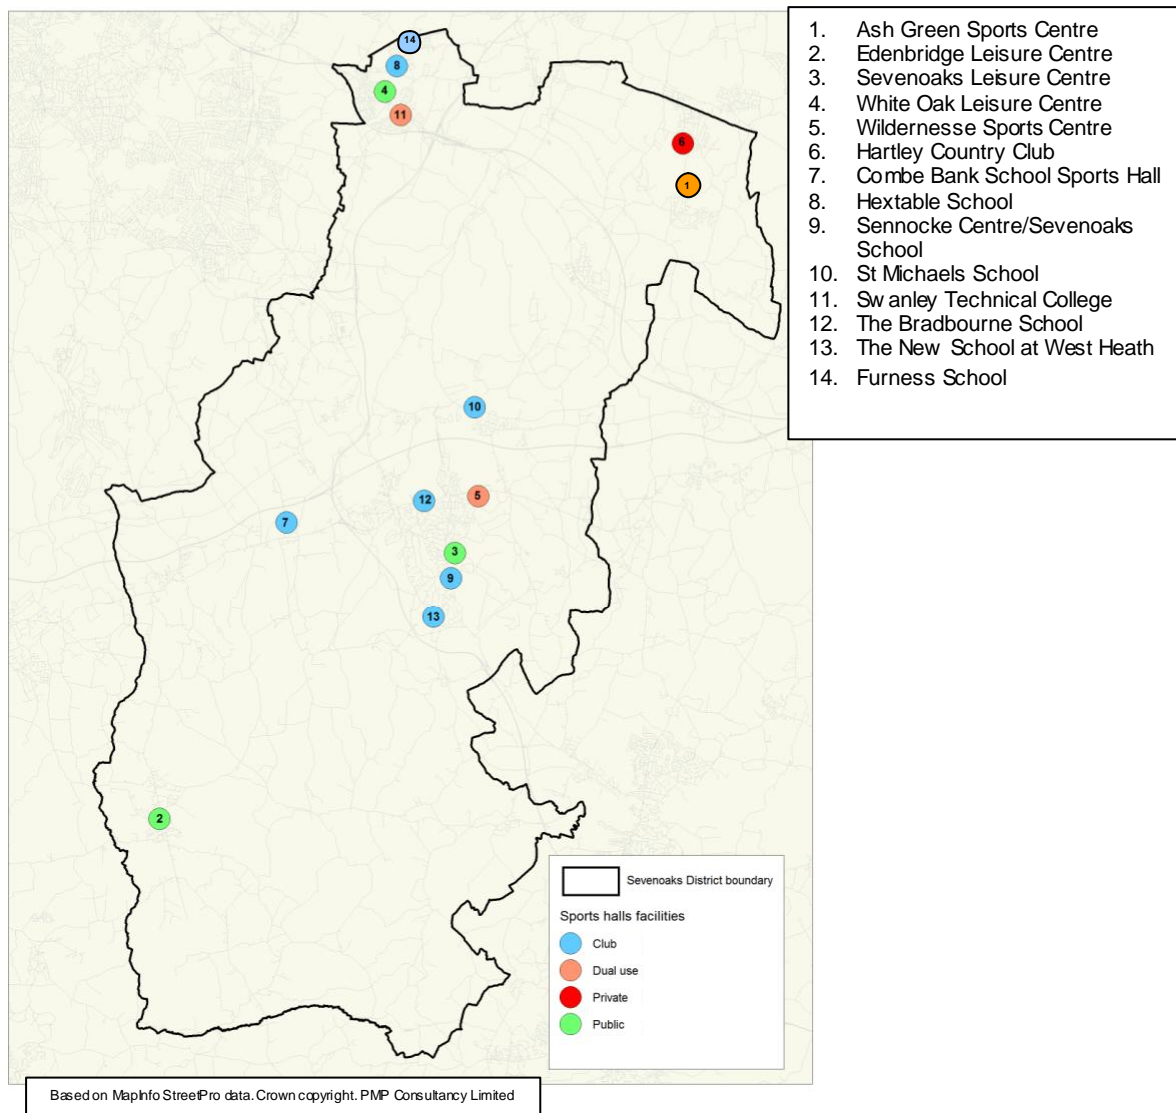 1. Ash Green Sports Centre
2. Edenbridge Leisure Centre
3. Sevenoaks Leisure Centre
4. White Oak Leisure Centre
5. Wildernesse Sports Centre
6. Hartley Country Club
7. Combe Bank School Sports Hall
8. Hextable School
9. Sennocke Centre/Sevenoaks
School
10. St Michaels School
11. Swanley Technical College
12. The Bradbourne School
13. The New School at West Heath
14. Furness School
14
8
4
11
6
1
10
12
5
7
3
9
13
2
Sevenoaks District boundary
Sports halls facilities
Club
Dual use
Private
Public
Based on MapInfo StreetPro data. Crown copyright. PMP Consultancy Limited